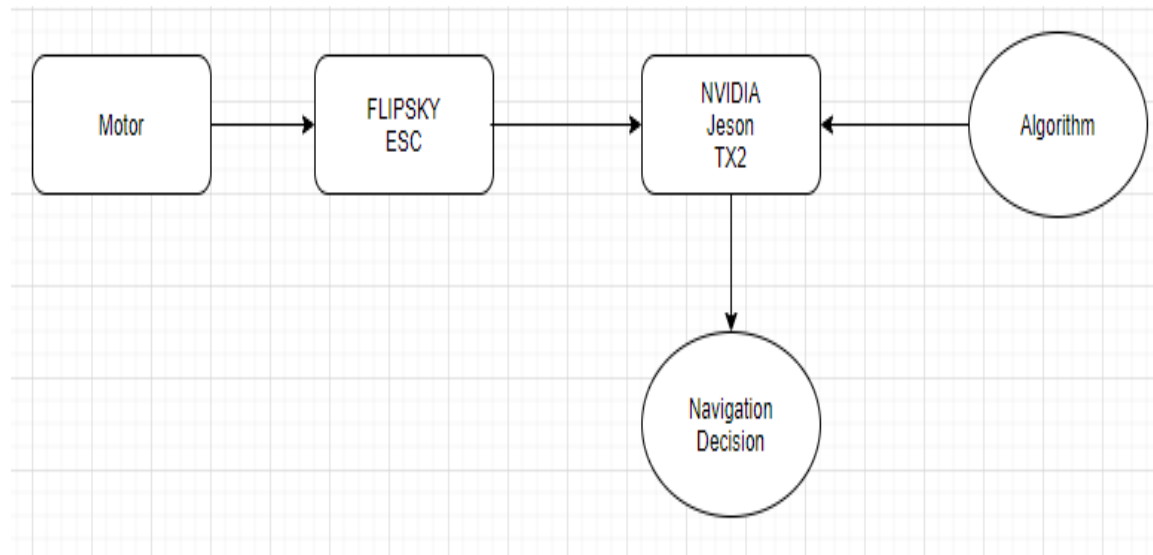 Motor
FLIPSKY
ESC
NVIDIA
Jeson
TX2
Algorithm
Navigation
Decision